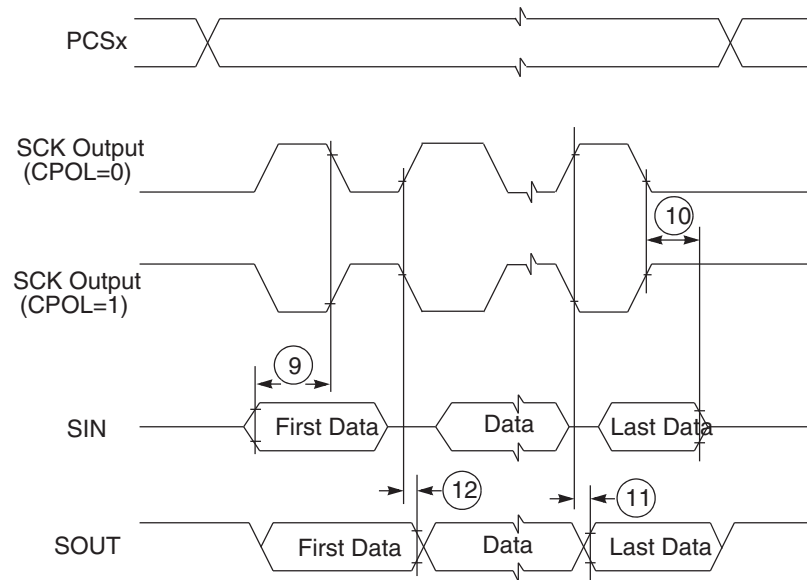 PCSx
SCK Output
(CPOL=0)
10
SCK Output
(CPOL=1)
9
SIN
First Data
Data
Last Data
12
11
SOUT
First Data
Data
Last Data